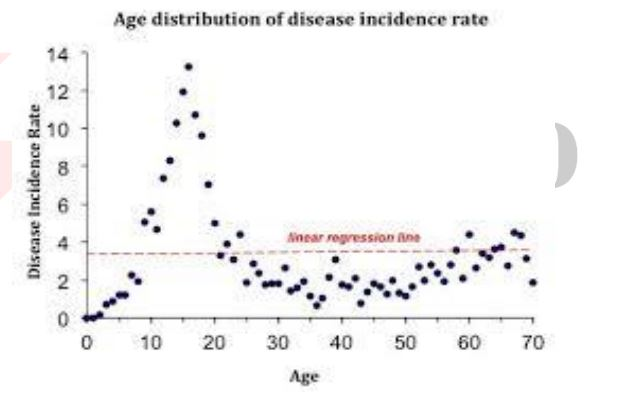 Age distribution of disease incidence rate
Disease Incidence Rate
14
12
10
8
6
4
2
0
linear regression line
0 10 20 30 40 50 60 70
Age